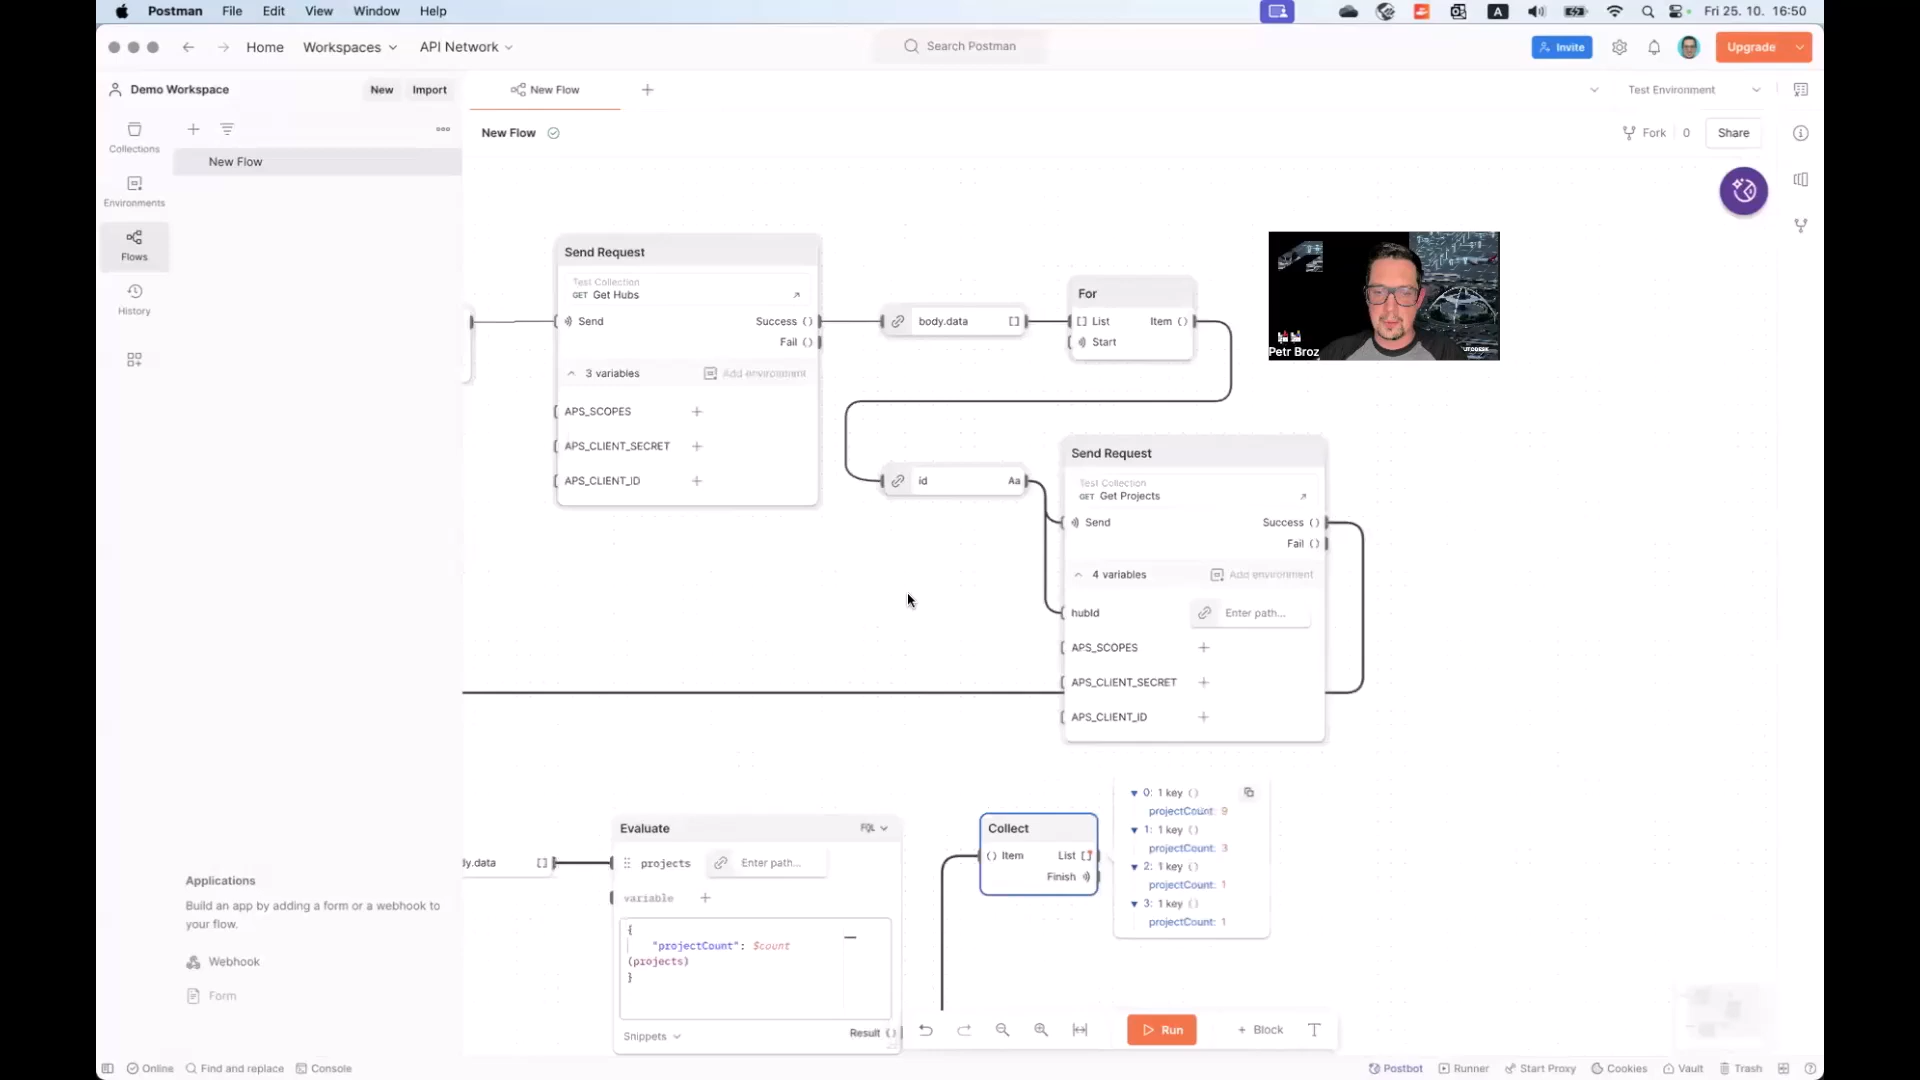 Postman File Edit View Window Help
A Fri 25. 10. 16:50
Home Workspaces API Network
Search Postman
Invite
Upgrade
Demo Workspace New Import
New Flow
Test Environment
New Flow
Fork 0 Share
Collections
New Flow
Environments
Flows
History
Send Request
Test Collection
GET Get Hubs
Send Success ()
Fail ()
3 variables Add environment
APS_SCOPES
APS_CLIENT_SECRET
APS_CLIENT_ID
body.data []
For
[] List Item ()
Start
Petr Broz
id Aa
Send Request
Test Collection
GET Get Projects
Send Success ()
Fail ()
4 variables Add environment
hubId Enter path...
APS_SCOPES
APS_CLIENT_SECRET
APS_CLIENT_ID
dy.data []
Evaluate FQL
projects Enter path...
variable
{
"projectCount": $count
(projects)
}
Snippets Result ()
Collect
() Item List []
Finish
0: 1 key ()
projectCount: 9
1: 1 key ()
projectCount: 3
2: 1 key ()
projectCount: 1
3: 1 key ()
projectCount: 1
Applications
Build an app by adding a form or a webhook to
your flow.
Webhook
Form
Run + Block T
Online Find and replace Console
Postbot Runner Start Proxy Cookies Vault Trash